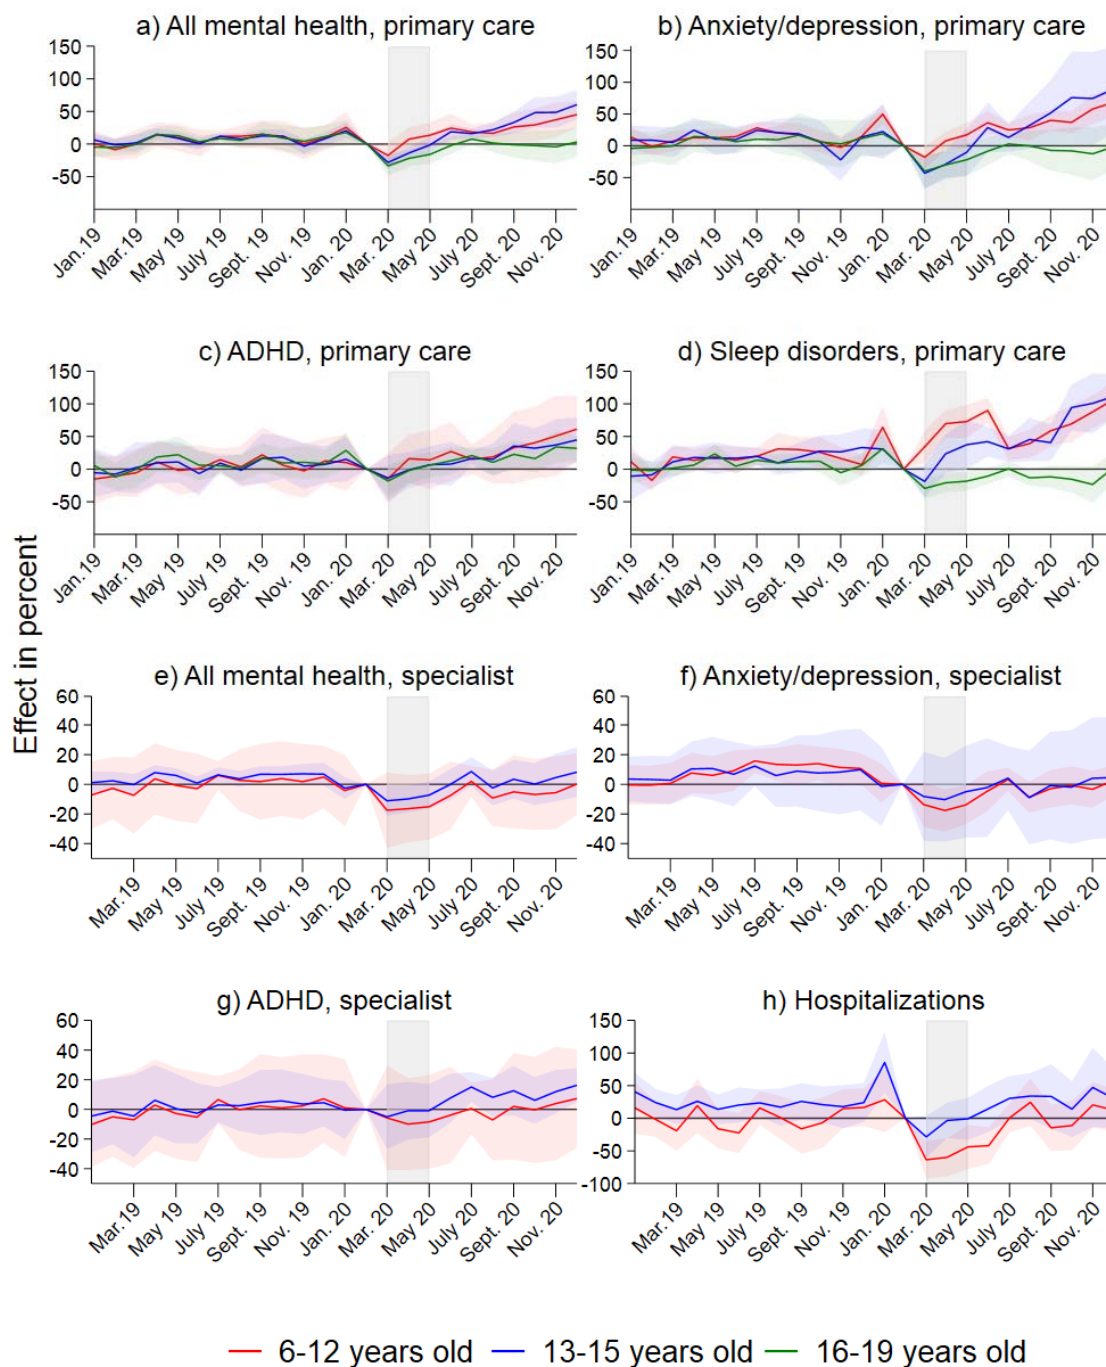 a) All mental health, primary care
150
100
50
0
-50
Jan. 19
Mar. 19
May 19
July 19
Sept. 19
Nov. 19
Jan. 20
Mar. 20
May 20
July 20
Sept. 20
Nov. 20
b) Anxiety/depression, primary care
150
100
50
0
-50
Jan. 19
Mar. 19
May 19
July 19
Sept. 19
Nov. 19
Jan. 20
Mar. 20
May 20
July 20
Sept. 20
Nov. 20
c) ADHD, primary care
150
100
50
0
-50
Jan. 19
Mar. 19
May 19
July 19
Sept. 19
Nov. 19
Jan. 20
Mar. 20
May 20
July 20
Sept. 20
Nov. 20
d) Sleep disorders, primary care
150
100
50
0
-50
Jan. 19
Mar. 19
May 19
July 19
Sept. 19
Nov. 19
Jan. 20
Mar. 20
May 20
July 20
Sept. 20
Nov. 20
Effect in percent
e) All mental health, specialist
60
40
20
0
-20
-40
Mar. 19
May 19
July 19
Sept. 19
Nov. 19
Jan. 20
Mar. 20
May 20
July 20
Sept. 20
Nov. 20
f) Anxiety/depression, specialist
60
40
20
0
-20
-40
Mar. 19
May 19
July 19
Sept. 19
Nov. 19
Jan. 20
Mar. 20
May 20
July 20
Sept. 20
Nov. 20
g) ADHD, specialist
60
40
20
0
-20
-40
Mar. 19
May 19
July 19
Sept. 19
Nov. 19
Jan. 20
Mar. 20
May 20
July 20
Sept. 20
Nov. 20
h) Hospitalizations
150
100
50
0
-50
-100
Mar. 19
May 19
July 19
Sept. 19
Nov. 19
Jan. 20
Mar. 20
May 20
July 20
Sept. 20
Nov. 20
6-12 years old
13-15 years old
16-19 years old